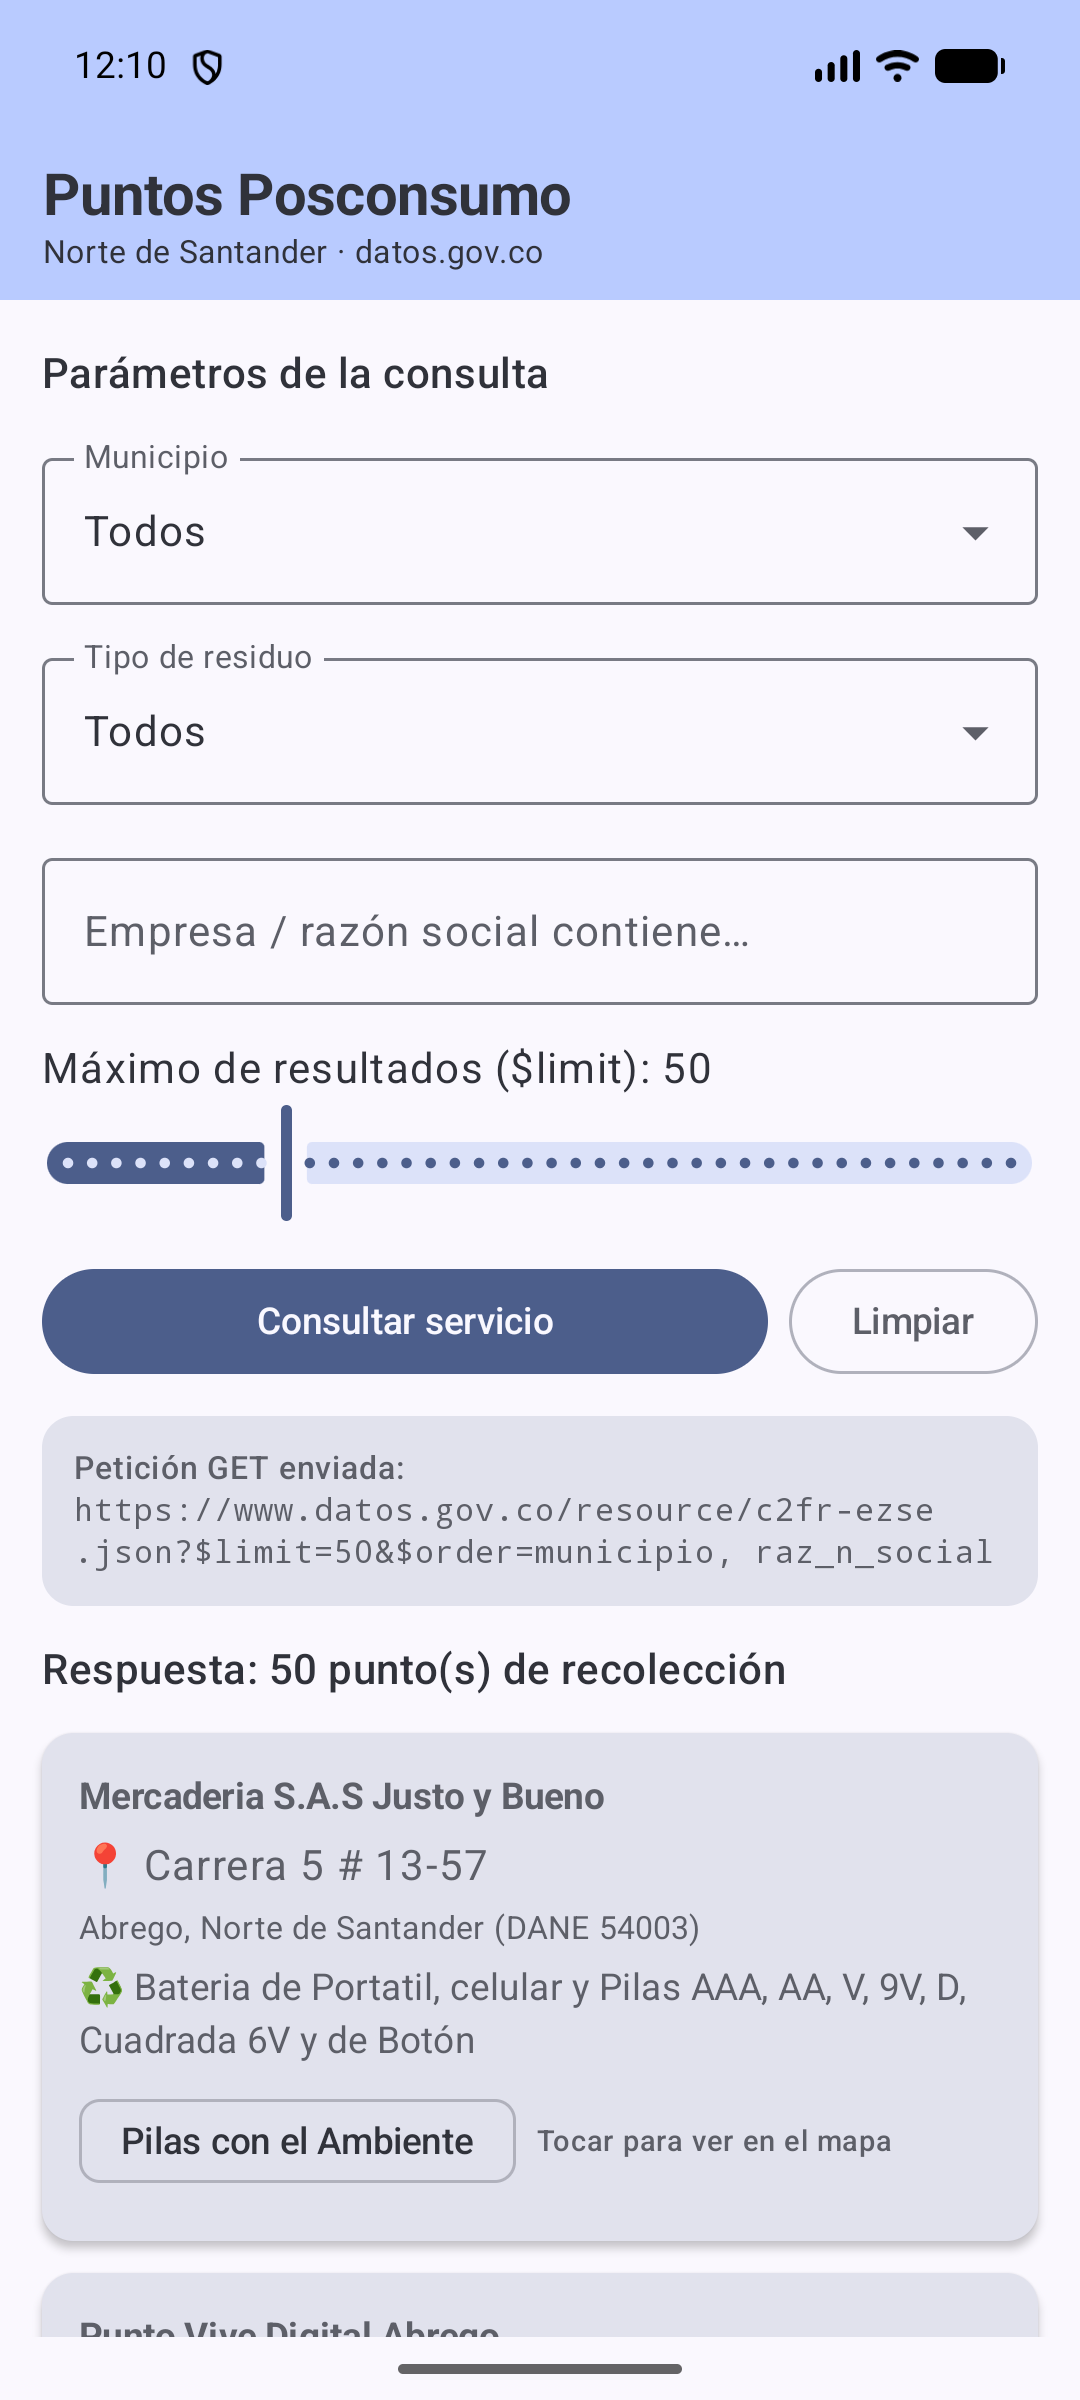 12:10
Puntos Posconsumo
Norte de Santander · datos.gov.co
Parámetros de la consulta
Municipio
Todos
Tipo de residuo
Todos
Empresa / razón social contiene…
Máximo de resultados ($limit): 50
Consultar servicio
Limpiar
Petición GET enviada:
https://www.datos.gov.co/resource/c2fr-ezse
.json?$limit=50&$order=municipio, raz_n_social
Respuesta: 50 punto(s) de recolección
Mercaderia S.A.S Justo y Bueno
📍 Carrera 5 # 13-57
Abrego, Norte de Santander (DANE 54003)
♻️ Bateria de Portatil, celular y Pilas AAA, AA, V, 9V, D,
Cuadrada 6V y de Botón
Pilas con el Ambiente
Tocar para ver en el mapa
Punto Vive Digital Abrego